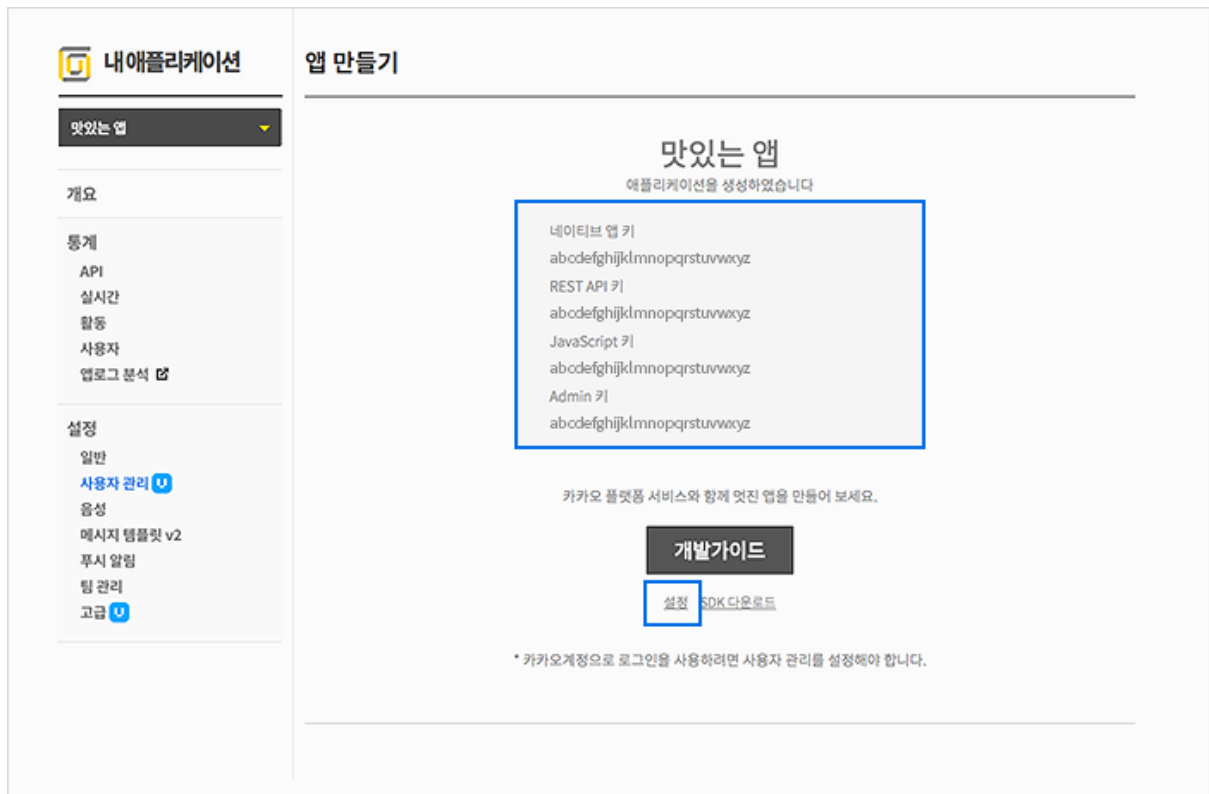 내 애플리케이션
맛있는 앱
개요
통계
API
실시간
활동
사용자
앱로그 분석
설정
일반
사용자 관리 U
음성
메시지 템플릿 v2
푸시 알림
팀 관리
고급 U
앱 만들기
맛있는 앱
애플리케이션을 생성하였습니다
네이티브 앱 키
abcdefghijklmnopqrstuvwxyz
REST API 키
abcdefghijklmnopqrstuvwxyz
JavaScript 키
abcdefghijklmnopqrstuvwxyz
Admin 키
abcdefghijklmnopqrstuvwxyz
카카오 플랫폼 서비스와 함께 멋진 앱을 만들어 보세요.
개발가이드
설정 SDK 다운로드
* 카카오계정으로 로그인을 사용하려면 사용자 관리를 설정해야 합니다.